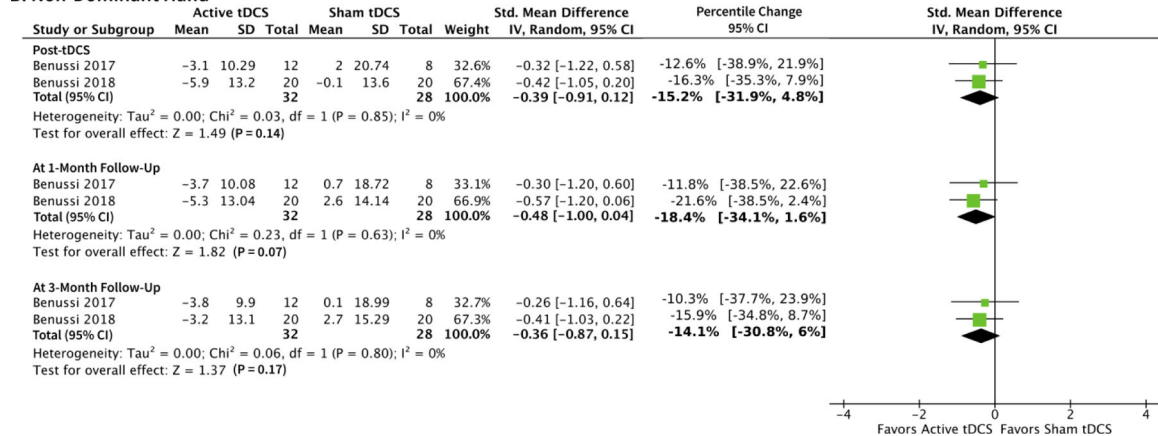 Active tDCS Sham tDCS Std. Mean Difference Percentile Change Std. Mean Difference
Study or Subgroup Mean SD Total Mean SD Total Weight IV, Random, 95% CI 95% CI IV, Random, 95% CI
Post-tDCS
Benussi 2017 −3.1 10.29 12 2 20.74 8 32.6% −0.32 [−1.22, 0.58] -12.6% [-38.9%, 21.9%]
Benussi 2018 −5.9 13.2 20 −0.1 13.6 20 67.4% −0.42 [−1.05, 0.20] -16.3% [-35.3%, 7.9%]
Total (95% CI) 32 28 100.0% −0.39 [−0.91, 0.12] -15.2% [-31.9%, 4.8%]
Heterogeneity: Tau² = 0.00; Chi² = 0.03, df = 1 (P = 0.85); I² = 0%
Test for overall effect: Z = 1.49 (P = 0.14)
At 1-Month Follow-Up
Benussi 2017 −3.7 10.08 12 0.7 18.72 8 33.1% −0.30 [−1.20, 0.60] -11.8% [-38.5%, 22.6%]
Benussi 2018 −5.3 13.04 20 2.6 14.14 20 66.9% −0.57 [−1.20, 0.06] -21.6% [-38.5%, 2.4%]
Total (95% CI) 32 28 100.0% −0.48 [−1.00, 0.04] -18.4% [-34.1%, 1.6%]
Heterogeneity: Tau² = 0.00; Chi² = 0.23, df = 1 (P = 0.63); I² = 0%
Test for overall effect: Z = 1.82 (P = 0.07)
At 3-Month Follow-Up
Benussi 2017 −3.8 9.9 12 0.1 18.99 8 32.7% −0.26 [−1.16, 0.64] -10.3% [-37.7%, 23.9%]
Benussi 2018 −3.2 13.1 20 2.7 15.29 20 67.3% −0.41 [−1.03, 0.22] -15.9% [-34.8%, 8.7%]
Total (95% CI) 32 28 100.0% −0.36 [−0.87, 0.15] -14.1% [-30.8%, 6%]
Heterogeneity: Tau² = 0.00; Chi² = 0.06, df = 1 (P = 0.80); I² = 0%
Test for overall effect: Z = 1.37 (P = 0.17)
−4 −2 0 2 4
Favors Active tDCS Favors Sham tDCS